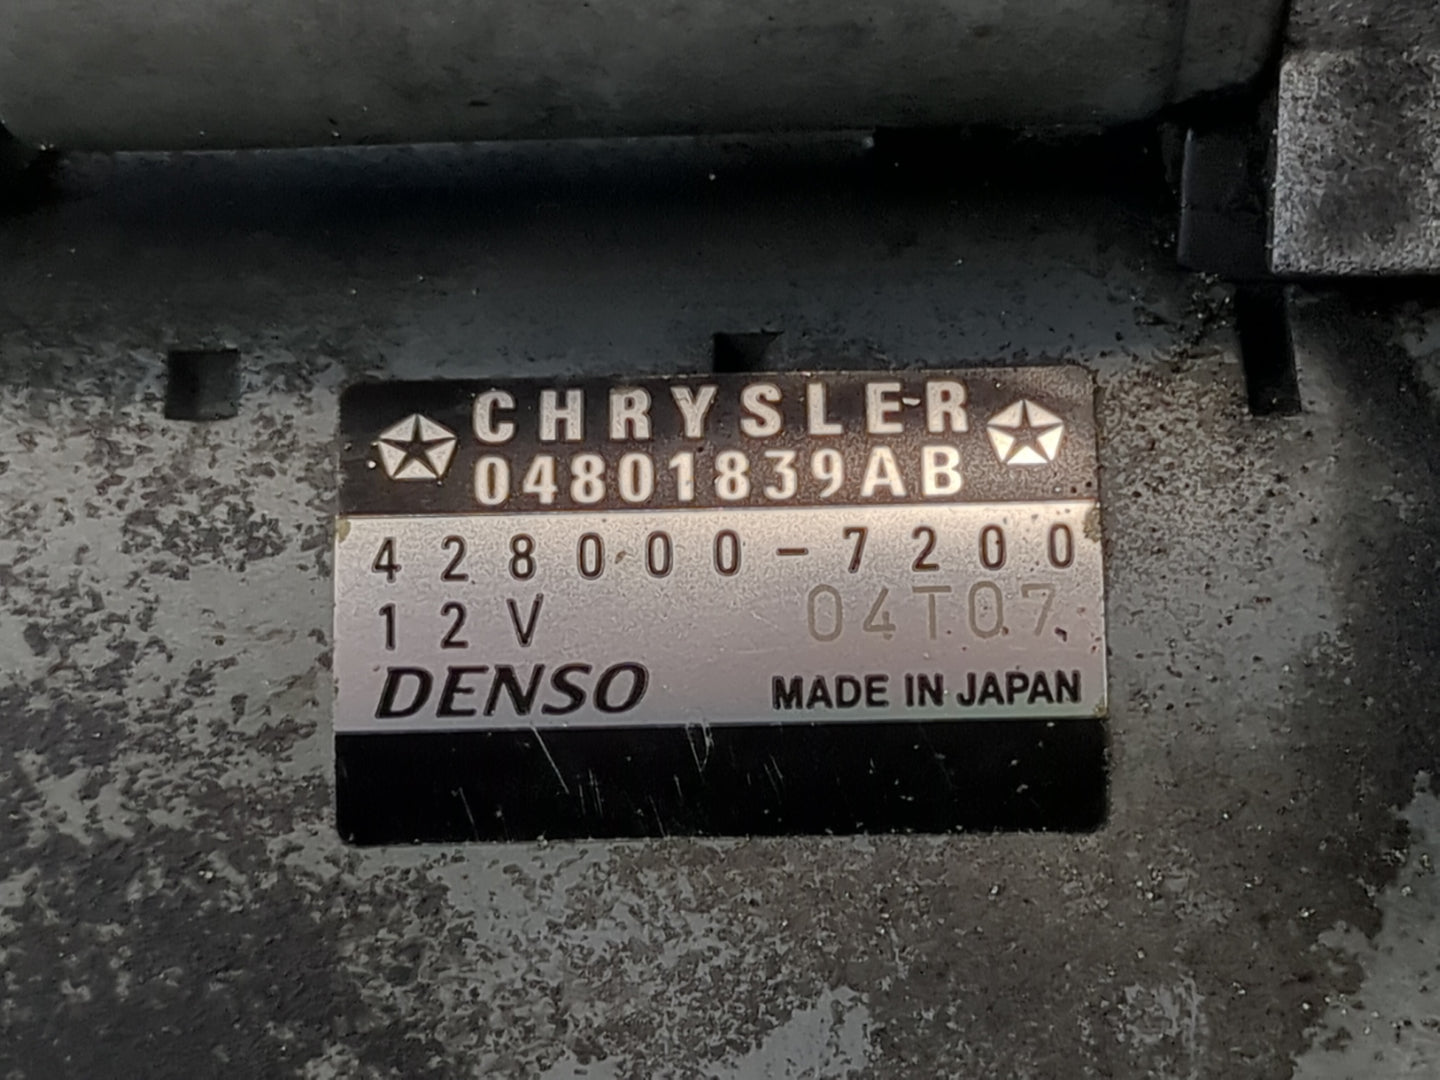 CHRYSLER
04801839AB
428000-7200
12V 04T07
DENSO MADE IN JAPAN